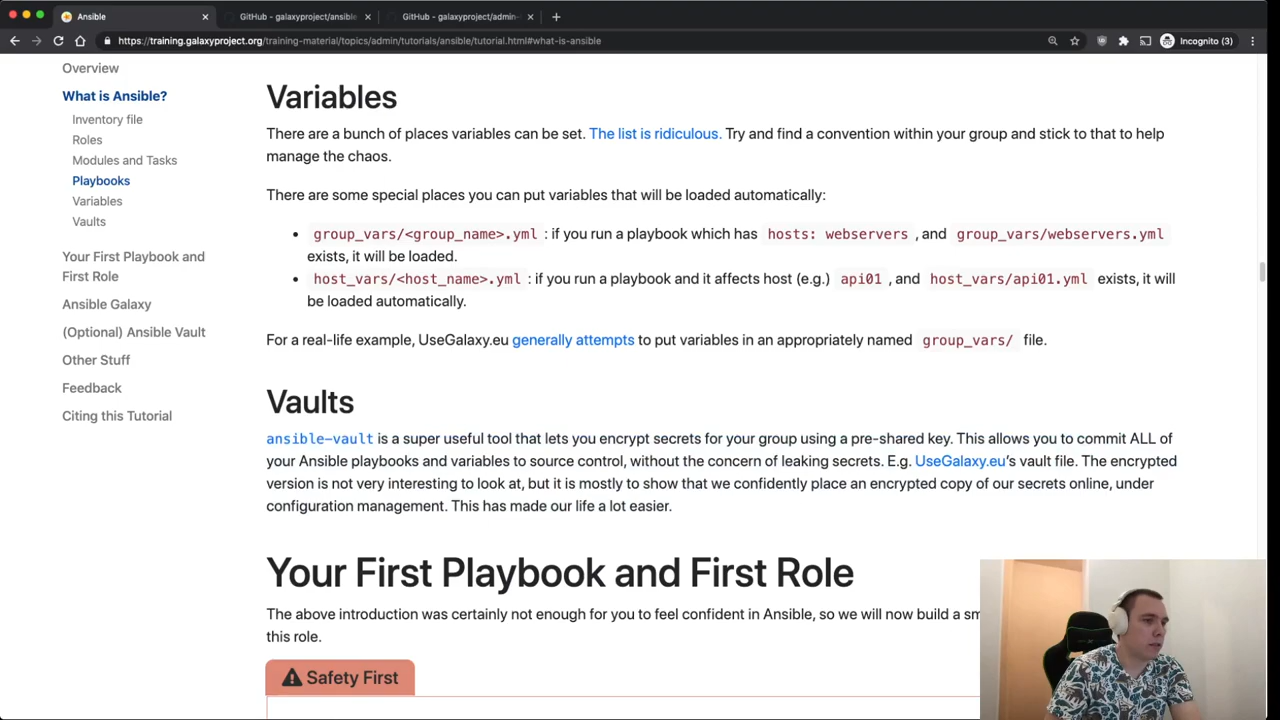 Ansible
GitHub - galaxyproject/ansible
GitHub - galaxyproject/admin-
https://training.galaxyproject.org/training-material/topics/admin/tutorials/ansible/tutorial.html#what-is-ansible
Incognito (3)
Overview
What is Ansible?
Inventory file
Roles
Modules and Tasks
Playbooks
Variables
Vaults
Your First Playbook and
First Role
Ansible Galaxy
(Optional) Ansible Vault
Other Stuff
Feedback
Citing this Tutorial
Variables
There are a bunch of places variables can be set. The list is ridiculous. Try and find a convention within your group and stick to that to help
manage the chaos.
There are some special places you can put variables that will be loaded automatically:
• group_vars/<group_name>.yml : if you run a playbook which has hosts: webservers , and group_vars/webservers.yml
exists, it will be loaded.
• host_vars/<host_name>.yml : if you run a playbook and it affects host (e.g.) api01 , and host_vars/api01.yml exists, it will
be loaded automatically.
For a real-life example, UseGalaxy.eu generally attempts to put variables in an appropriately named group_vars/ file.
Vaults
ansible-vault is a super useful tool that lets you encrypt secrets for your group using a pre-shared key. This allows you to commit ALL of
your Ansible playbooks and variables to source control, without the concern of leaking secrets. E.g. UseGalaxy.eu's vault file. The encrypted
version is not very interesting to look at, but it is mostly to show that we confidently place an encrypted copy of our secrets online, under
configuration management. This has made our life a lot easier.
Your First Playbook and First Role
The above introduction was certainly not enough for you to feel confident in Ansible, so we will now build a sm
this role.
Safety First